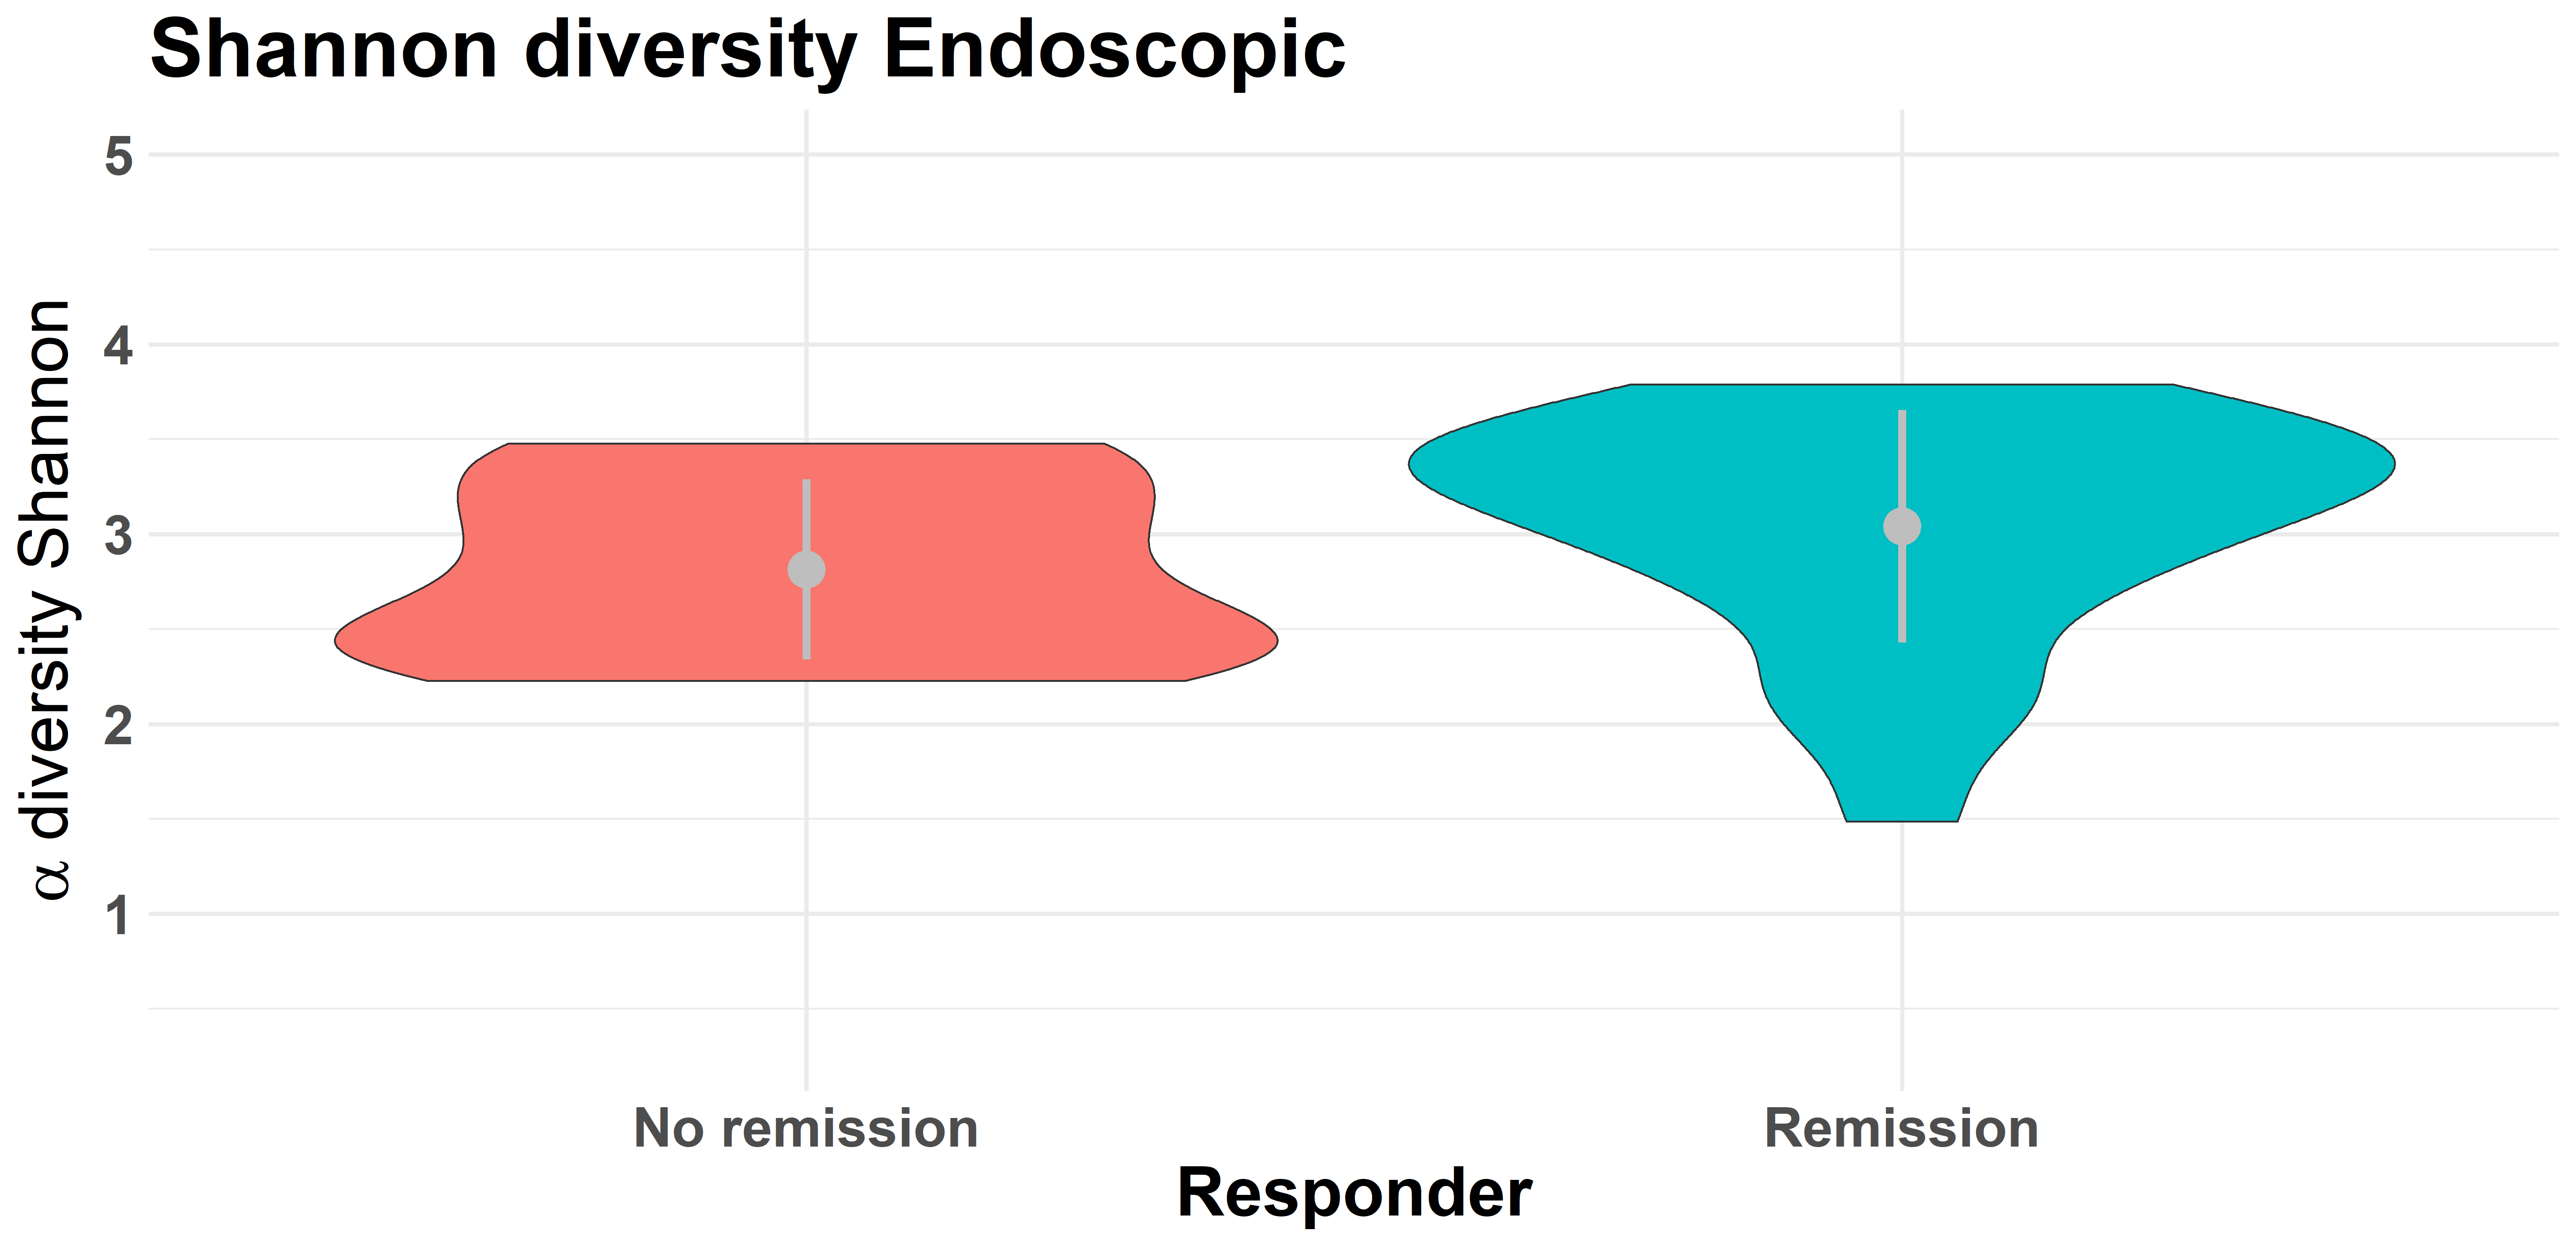 Shannon diversity Endoscopic
α diversity Shannon
5
4
3
2
1
No remission
Remission
Responder